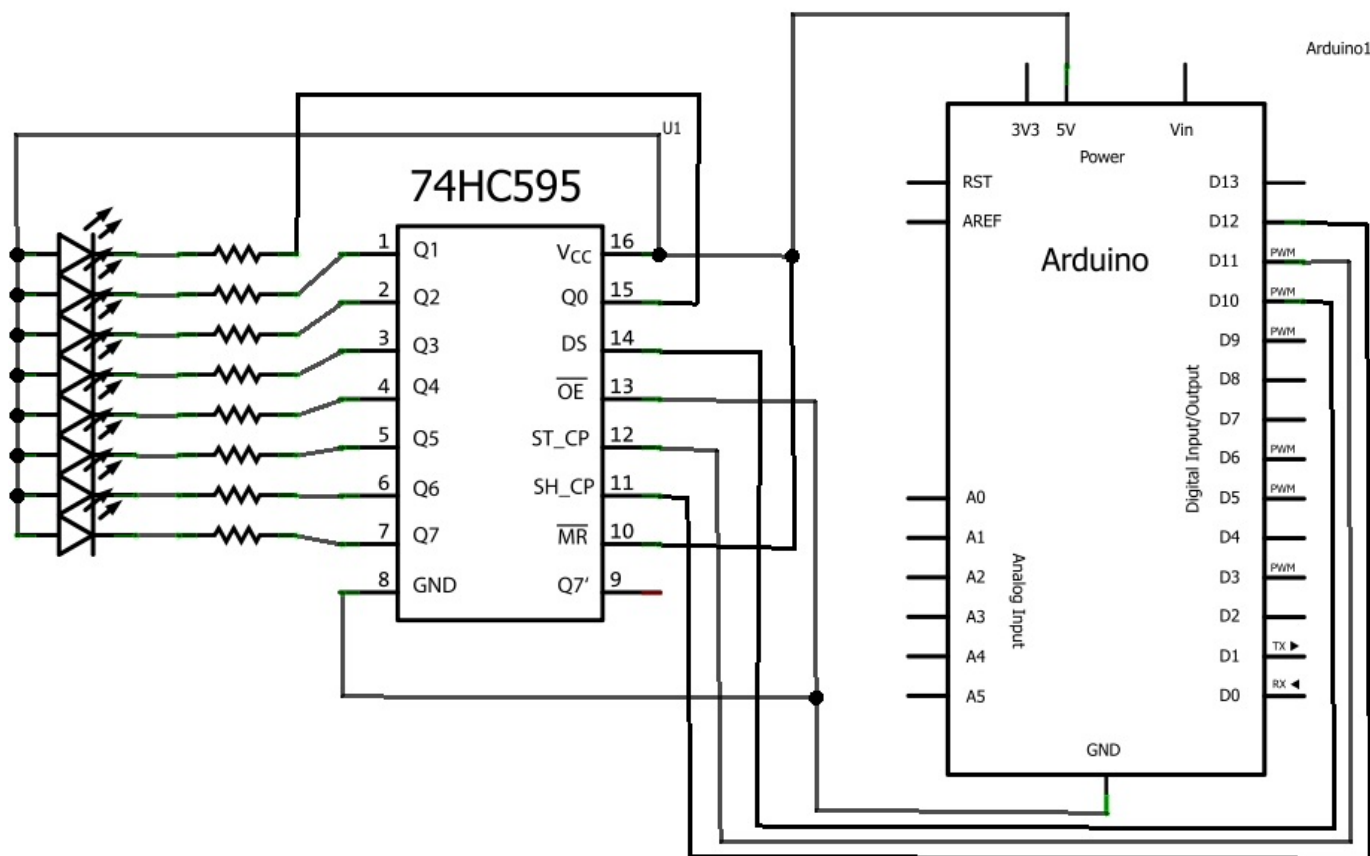 Arduino1
U1
74HC595
1 Q1
2 Q2
3 Q3
4 Q4
5 Q5
6 Q6
7 Q7
8 GND
VCC 16
Q0 15
DS 14
OE 13
ST_CP 12
SH_CP 11
MR 10
Q7' 9
3V3 5V Vin
Power
RST
AREF
Arduino
A0
A1
A2
A3
A4
A5
Analog Input
Digital Input/Output
D13
D12
D11 PWM
D10 PWM
D9 PWM
D8
D7
D6 PWM
D5 PWM
D4
D3 PWM
D2
D1 TX ▶
D0 RX ◀
GND